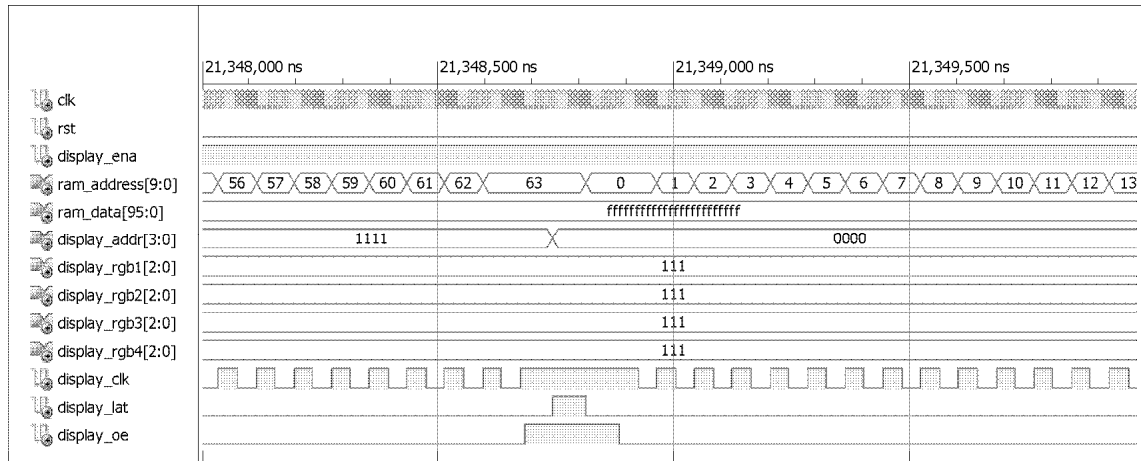 21,348,000 ns 21,348,500 ns 21,349,000 ns 21,349,500 ns
clk
rst
display_ena
ram_address[9:0] 56 57 58 59 60 61 62 63 0 1 2 3 4 5 6 7 8 9 10 11 12 13
ram_data[95:0] ffffffffffffffffffffffff
display_addr[3:0] 1111 0000
display_rgb1[2:0] 111
display_rgb2[2:0] 111
display_rgb3[2:0] 111
display_rgb4[2:0] 111
display_clk
display_lat
display_oe